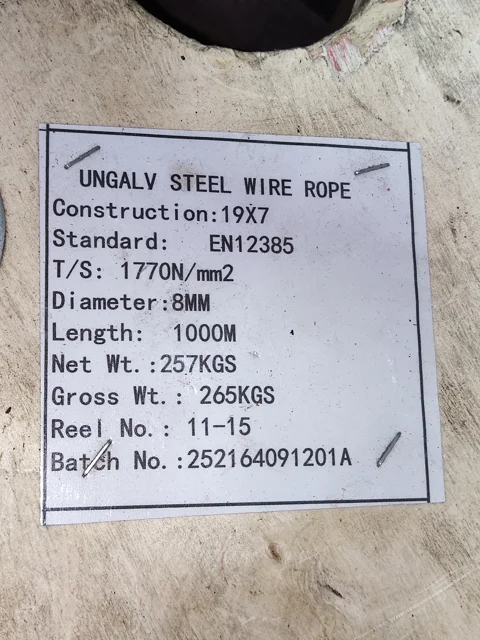 UNGALV STEEL WIRE ROPE
Construction:19X7
Standard: EN12385
T/S: 1770N/mm2
Diameter:8MM
Length: 1000M
Net Wt.:257KGS
Gross Wt.: 265KGS
Reel No.: 11-15
Batch No.:252164091201A